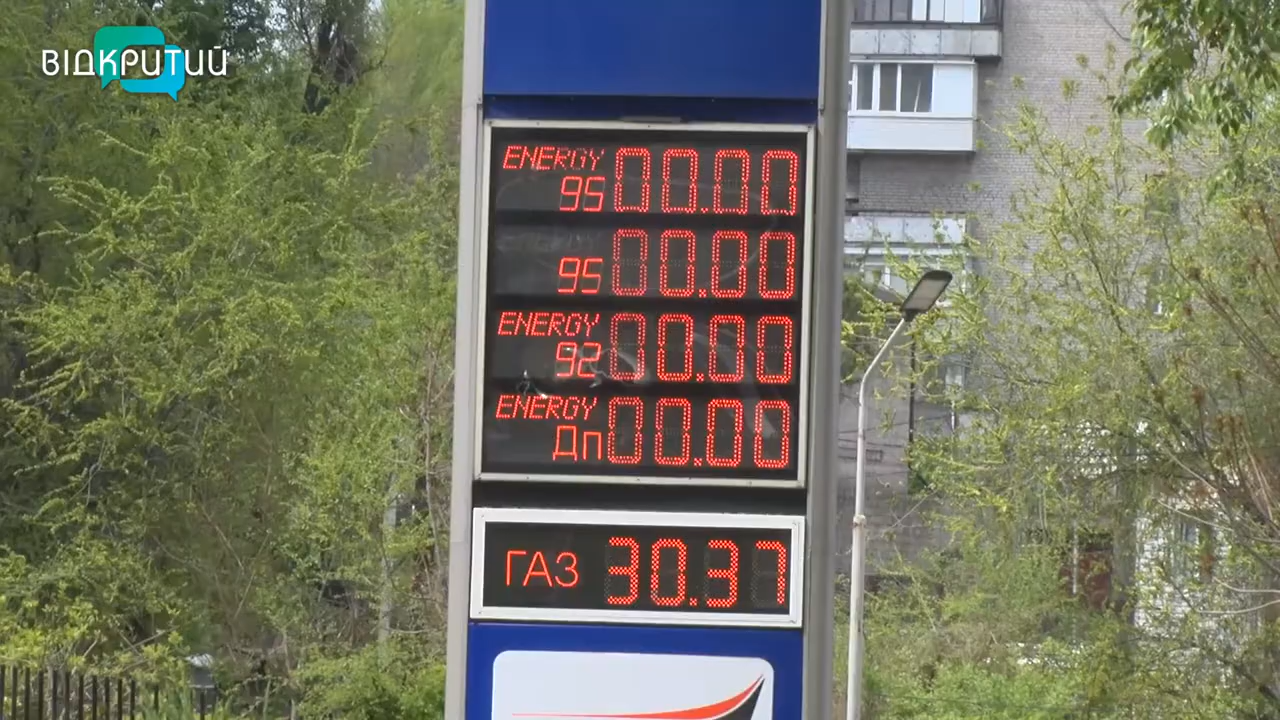 ВІДКРИТИЙ
ENERGY
95 00.00
95 00.00
ENERGY
92 00.00
ENERGY
Дп 00.00
ГАЗ 30.37